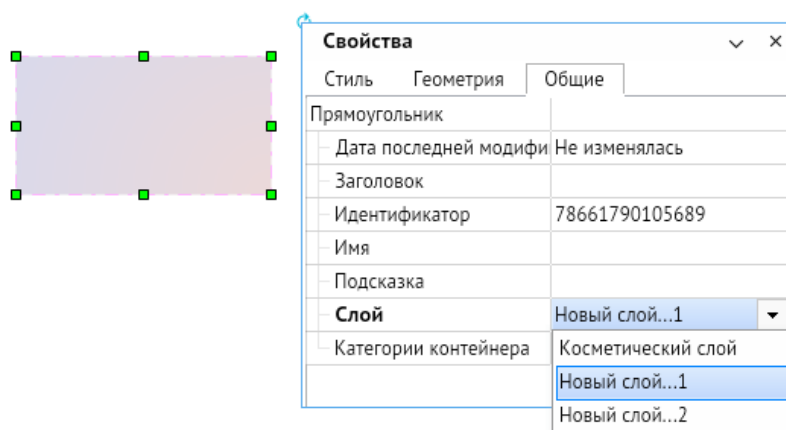 Свойства
Стиль Геометрия Общие
Прямоугольник
Дата последней модифи Не изменялась
Заголовок
Идентификатор 78661790105689
Имя
Подсказка
Слой Новый слой...1
Категории контейнера Косметический слой
Новый слой...1
Новый слой...2